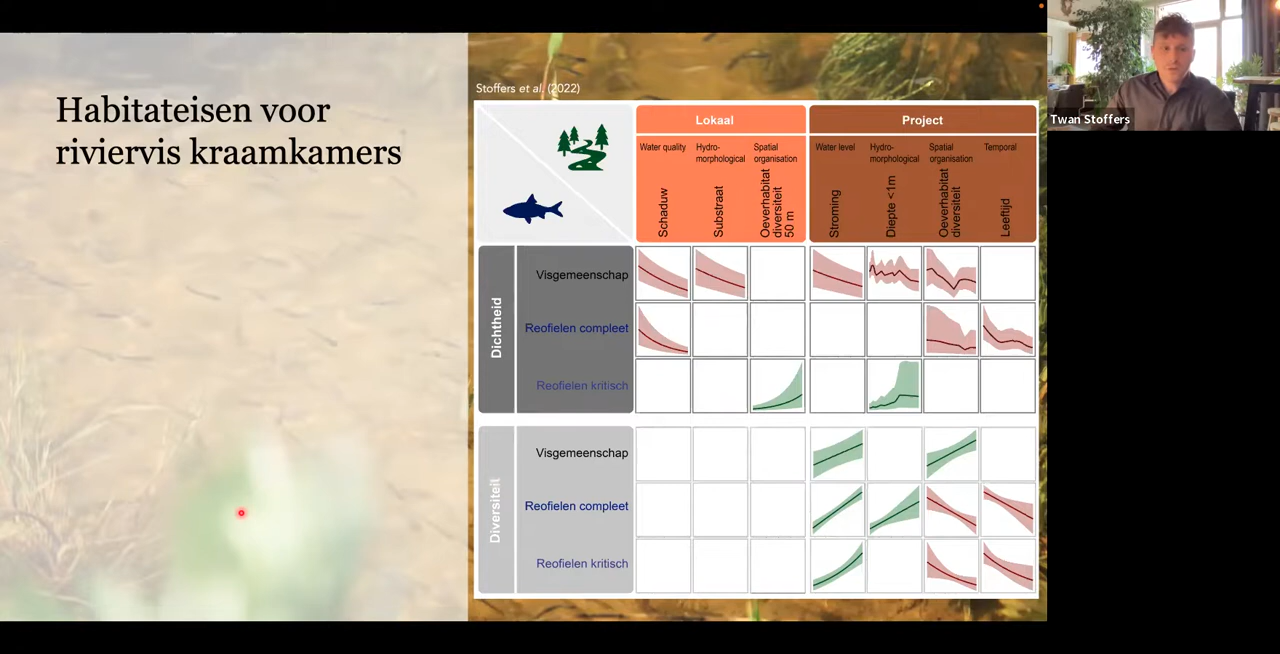 Habitateisen voor
riviervis kraamkamers
Stoffers et al. (2022)
Lokaal
Project
Water quality
Hydro-
morphological
Spatial
organisation
Water level
Hydro-
morphological
Spatial
organisation
Temporal
Schaduw
Substraat
Oeverhabitat
diversiteit
50 m
Stroming
Diepte <1m
Oeverhabitat
diversiteit
Leeftijd
Dichtheid
Visgemeenschap
Reofielen compleet
Reofielen kritisch
Diversiteit
Visgemeenschap
Reofielen compleet
Reofielen kritisch
Twan Stoffers